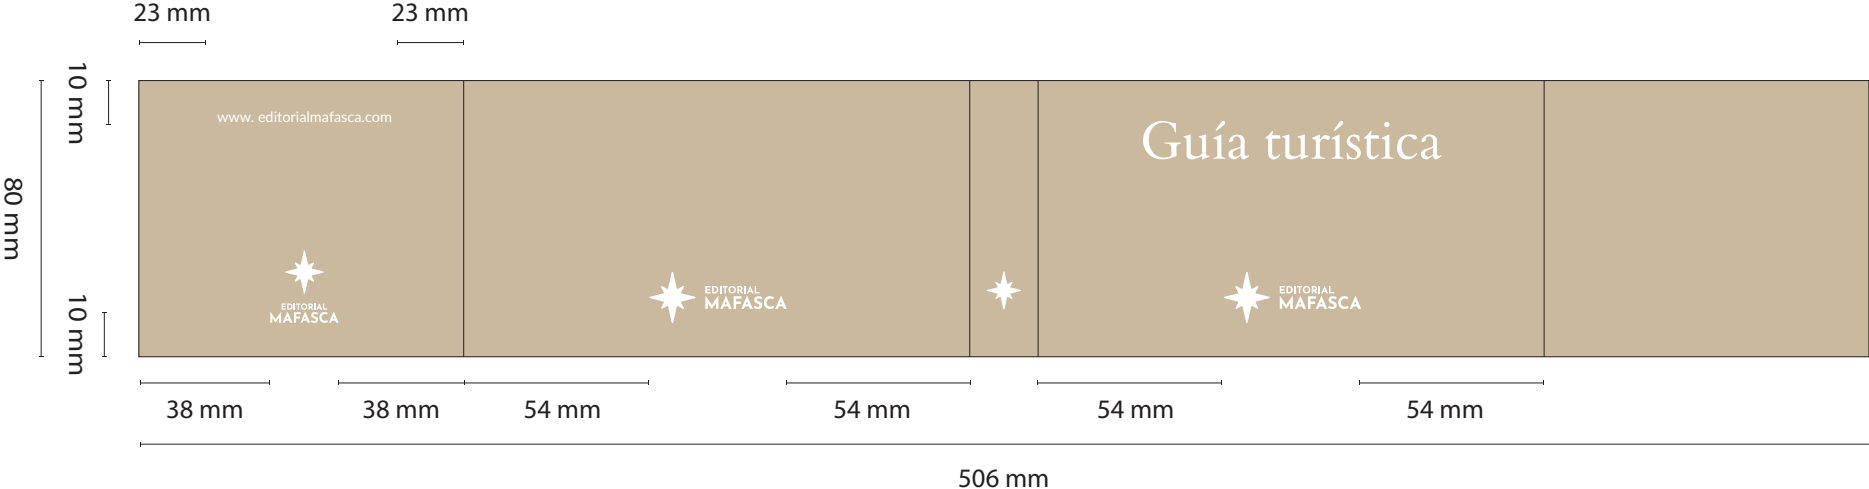 23 mm
23 mm
10 mm
80 mm
10 mm
www. editorialmafasca.com
EDITORIAL
MAFASCA
EDITORIAL
MAFASCA
Guía turística
EDITORIAL
MAFASCA
38 mm
38 mm
54 mm
54 mm
54 mm
54 mm
506 mm